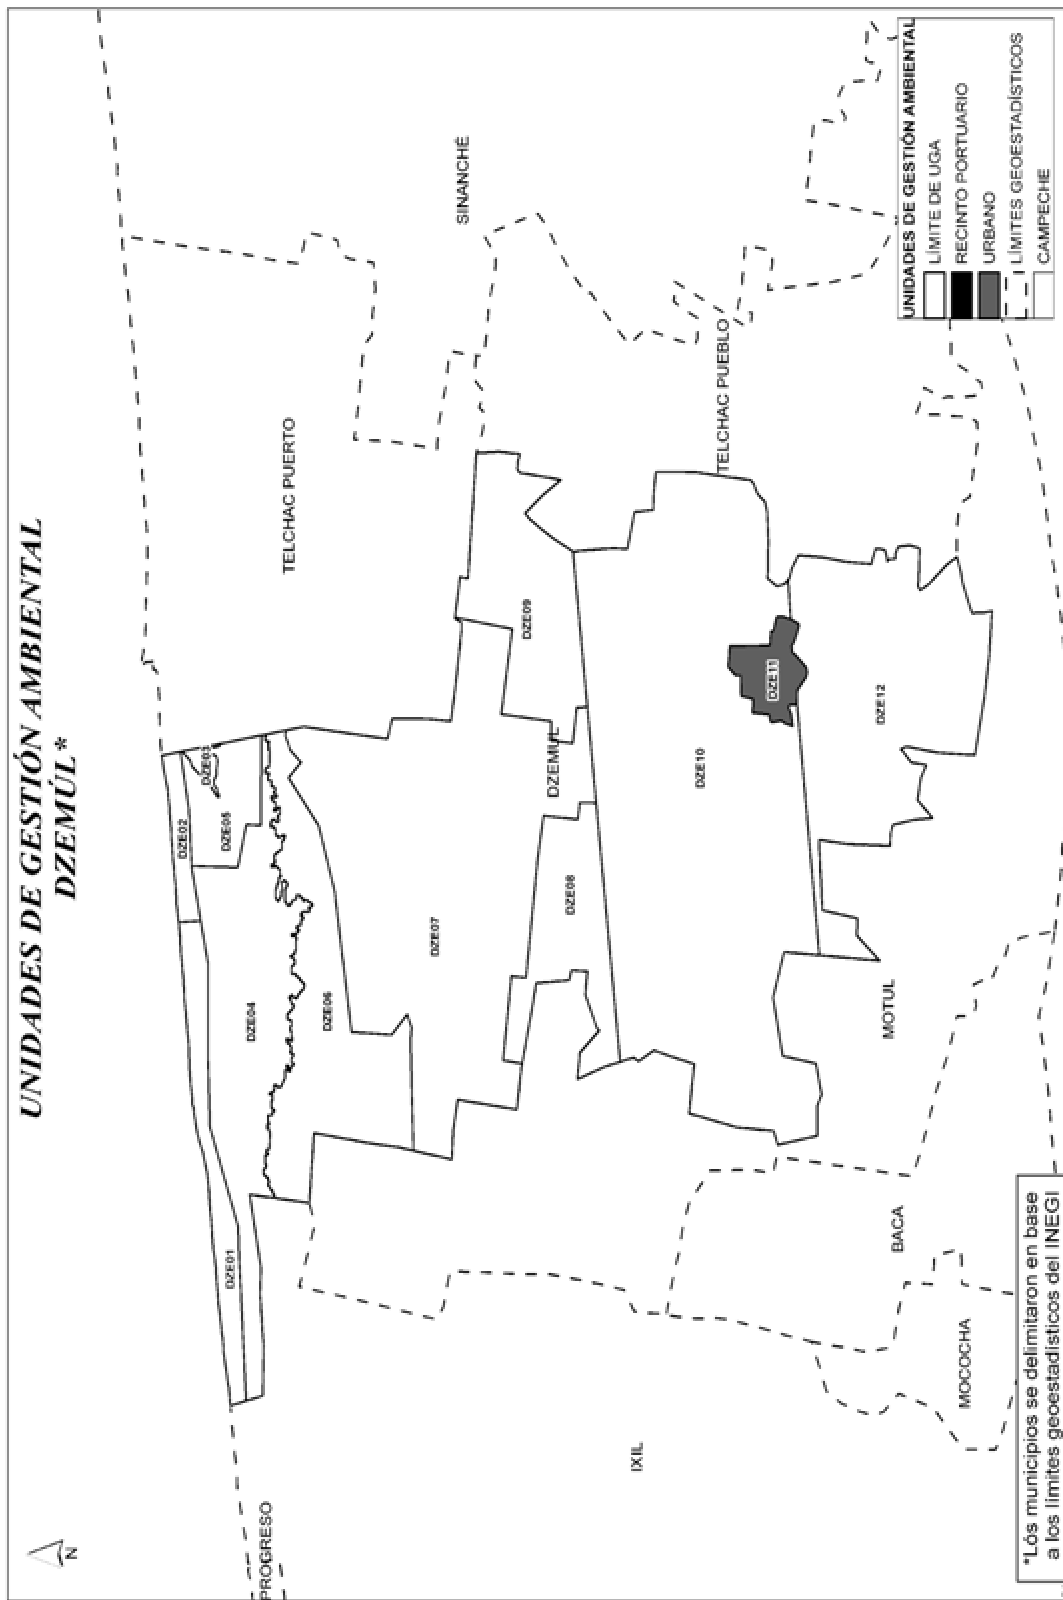 UNIDADES DE GESTIÓN AMBIENTAL
DZEMÚL*
N
PROGRESO
TELCHAC PUERTO
SINANCHÉ
DZE01
DZE02
DZE03
DZE05
DZE04
DZE06
DZE07
DZE09
DZEMUL
DZE08
IXIL
DZE10
TELCHAC PUEBLO
DZE11
DZE12
MOTUL
BACA
MOCOCHA
UNIDADES DE GESTIÓN AMBIENTAL
LÍMITE DE UGA
RECINTO PORTUARIO
URBANO
LÍMITES GEOESTADÍSTICOS
CAMPECHE
*Los municipios se delimitaron en base
a los limites geoestadísticos del INEGI